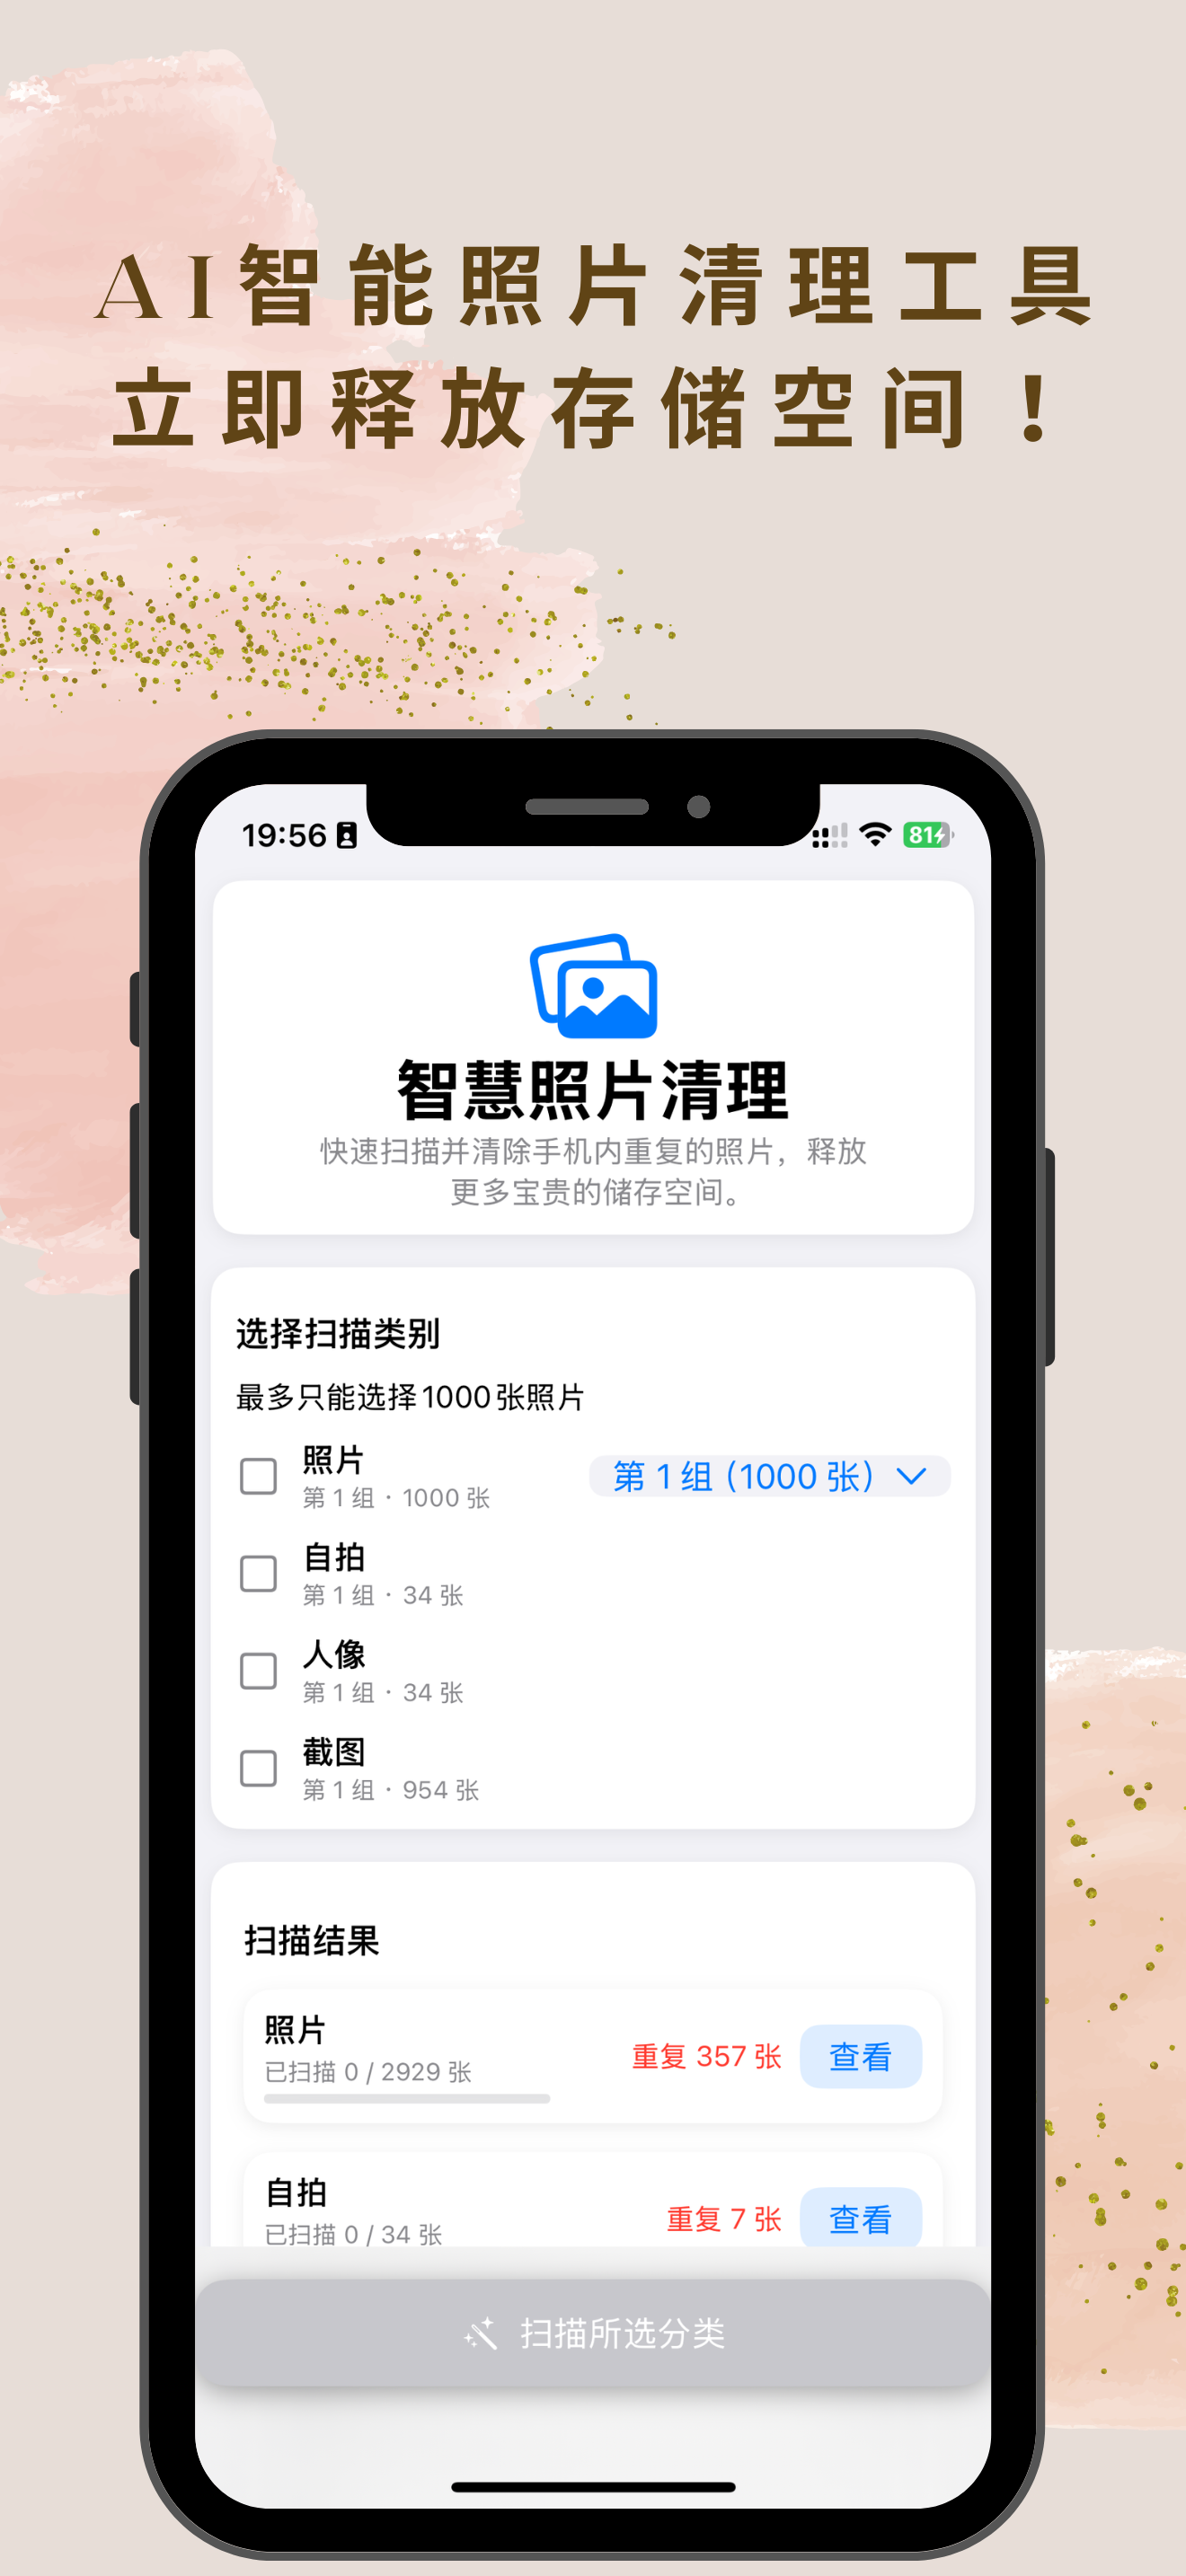 AI智能照片清理工具
立即释放存储空间！
19:56
81
智慧照片清理
快速扫描并清除手机内重复的照片，释放
更多宝贵的储存空间。
选择扫描类别
最多只能选择1000张照片
照片
第 1 组 · 1000 张
第 1 组 (1000 张)
自拍
第 1 组 · 34 张
人像
第 1 组 · 34 张
截图
第 1 组 · 954 张
扫描结果
照片
已扫描 0 / 2929 张
重复 357 张
查看
自拍
已扫描 0 / 34 张
重复 7 张
查看
扫描所选分类